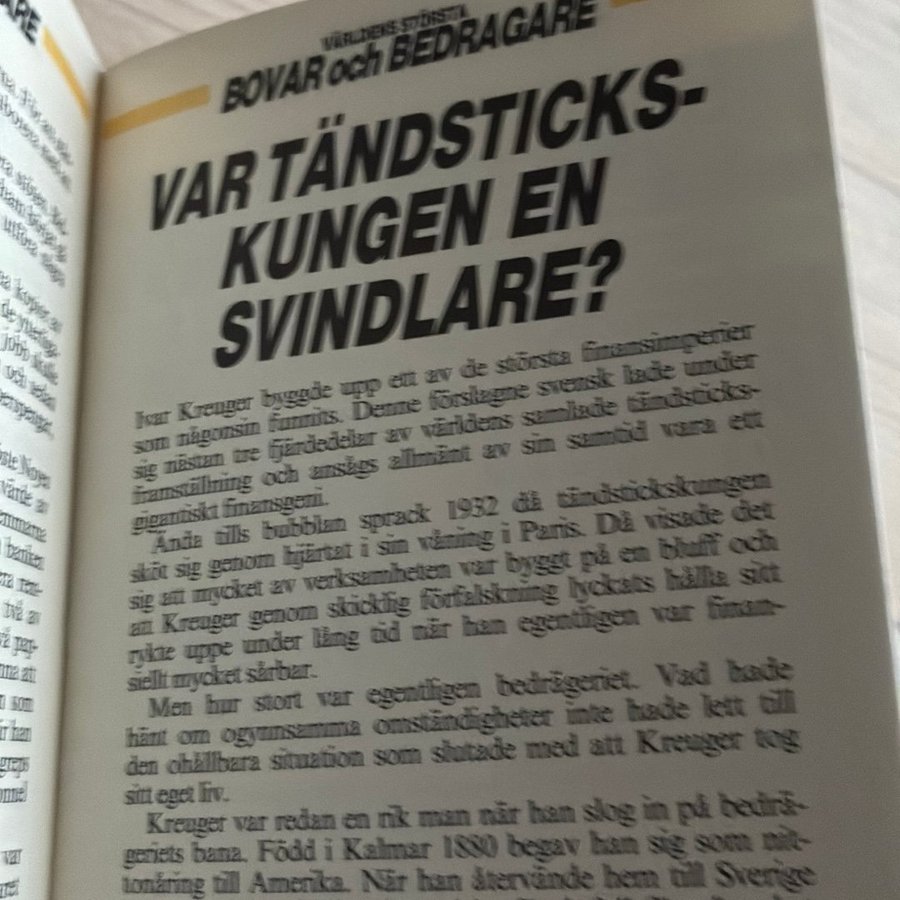 VÄRLDENS STÖRSTA
BOVAR och BEDRAGARE
VAR TÄNDSTICKS-
KUNGEN EN
SVINDLARE?
Ivar Kreuger byggde upp ett av de största finansimperier
som någonsin funnits. Denne förslagne svensk lade under
sig nästan tre fjärdedelar av världens samlade tändsticks-
framställning och ansågs allmänt av sin samtid vara ett
gigantiskt finansgeni.
Ända tills bubblan sprack 1932 då tändstickskungen
sköt sig genom hjärtat i sin våning i Paris. Då visade det
sig att mycket av verksamheten var byggt på en bluff och
att Kreuger genom skicklig förfalskning lyckats hålla sitt
rykte uppe under lång tid när han egentligen var finan-
siellt mycket sårbar.
Men hur stort var egentligen bedrägeriet. Vad hade
hänt om ogynnsamma omständigheter inte hade lett till
den ohållbara situation som slutade med att Kreuger tog
sitt eget liv.
Kreuger var redan en rik man när han slog in på bedrä-
geriets bana. Född i Kalmar 1880 begav han sig som nit-
tonåring till Amerika. När han återvände hem till Sverige